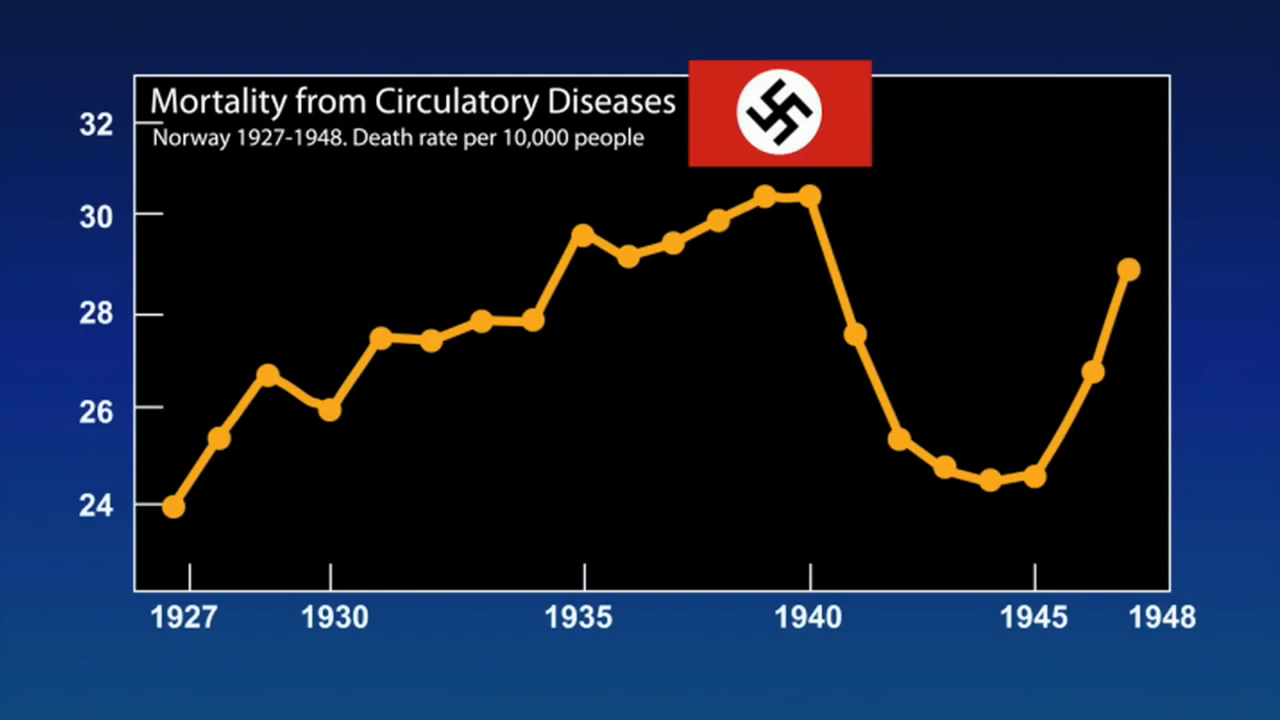 Mortality from Circulatory Diseases
Norway 1927-1948. Death rate per 10,000 people
32
30
28
26
24
1927 1930 1935 1940 1945 1948